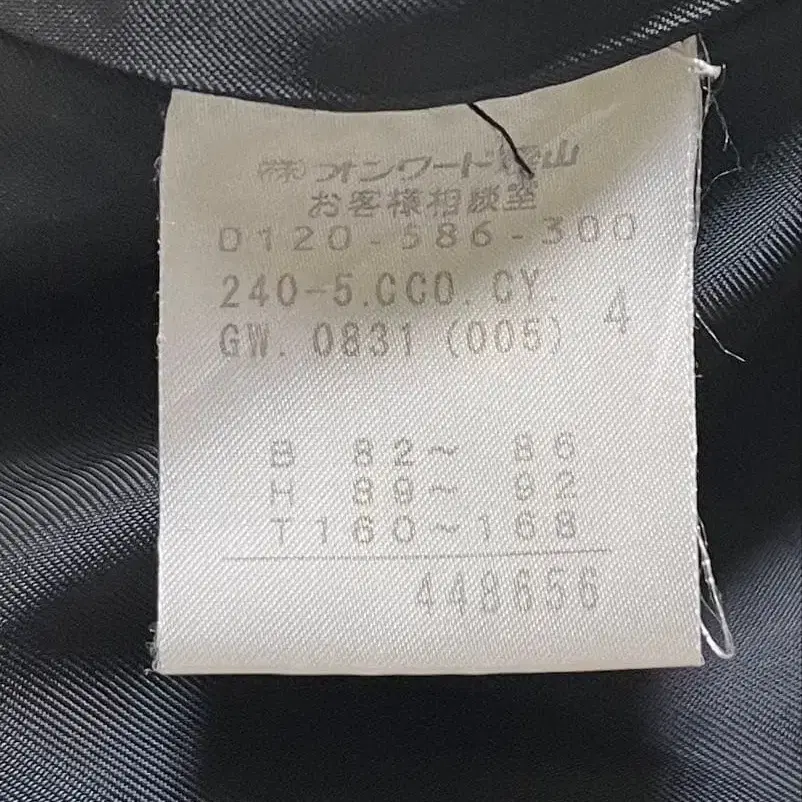 (株)オンワード樫山
お客様相談室
0120-586-300
240-5.CCO.CY.
GW.0831(005) 4
B 82～86
H 89～92
T160～168
448656